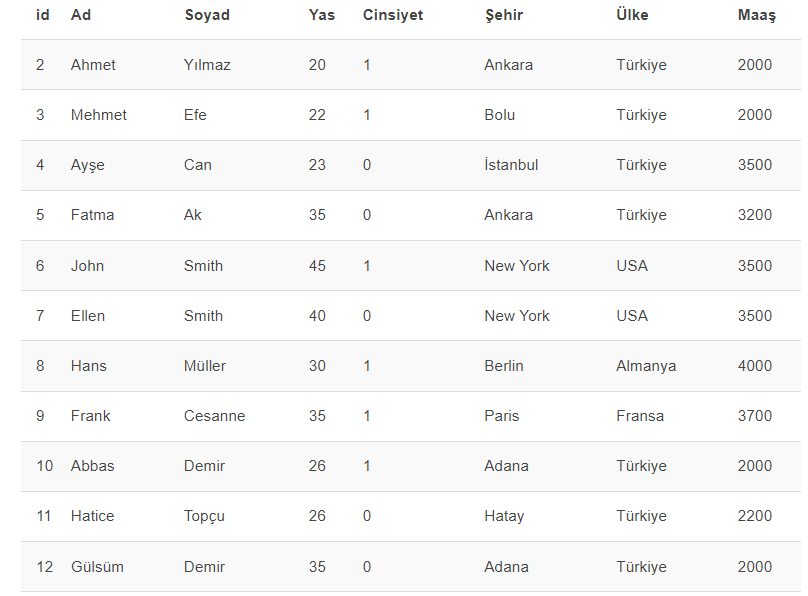 id Ad Soyad Yas Cinsiyet Şehir Ülke Maaş
2 Ahmet Yılmaz 20 1 Ankara Türkiye 2000
3 Mehmet Efe 22 1 Bolu Türkiye 2000
4 Ayşe Can 23 0 İstanbul Türkiye 3500
5 Fatma Ak 35 0 Ankara Türkiye 3200
6 John Smith 45 1 New York USA 3500
7 Ellen Smith 40 0 New York USA 3500
8 Hans Müller 30 1 Berlin Almanya 4000
9 Frank Cesanne 35 1 Paris Fransa 3700
10 Abbas Demir 26 1 Adana Türkiye 2000
11 Hatice Topçu 26 0 Hatay Türkiye 2200
12 Gülsüm Demir 35 0 Adana Türkiye 2000